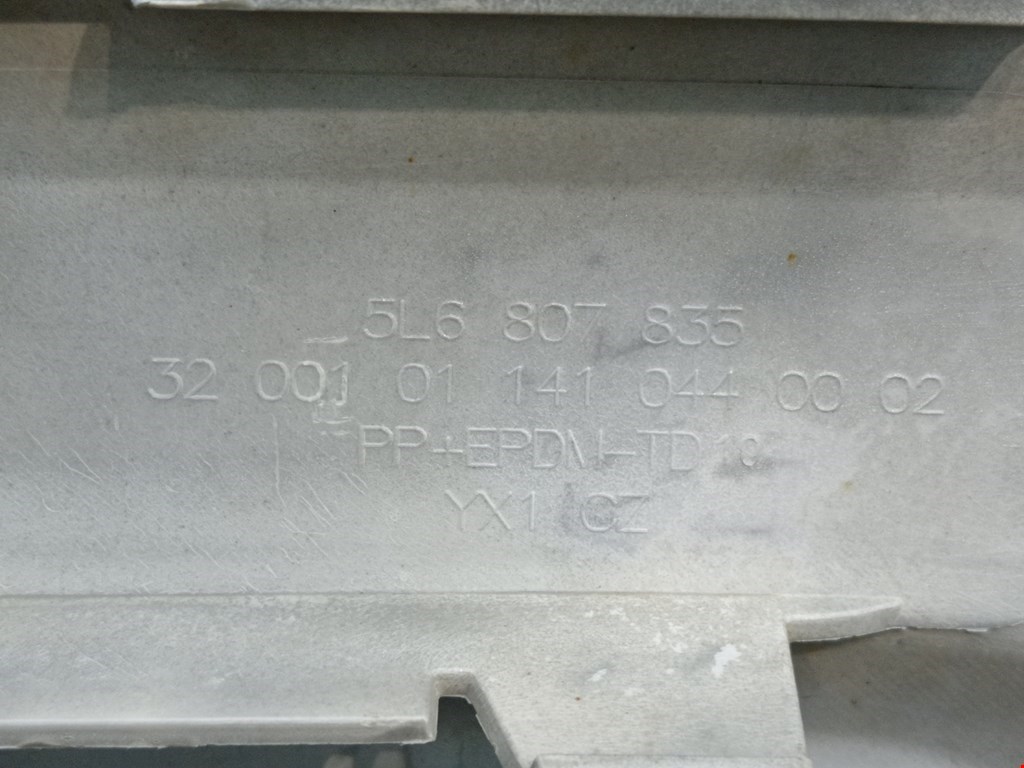 5L6 807 835
32 001 01 141 044 00 02
PP+EPDM-TD10
YX1 CZ